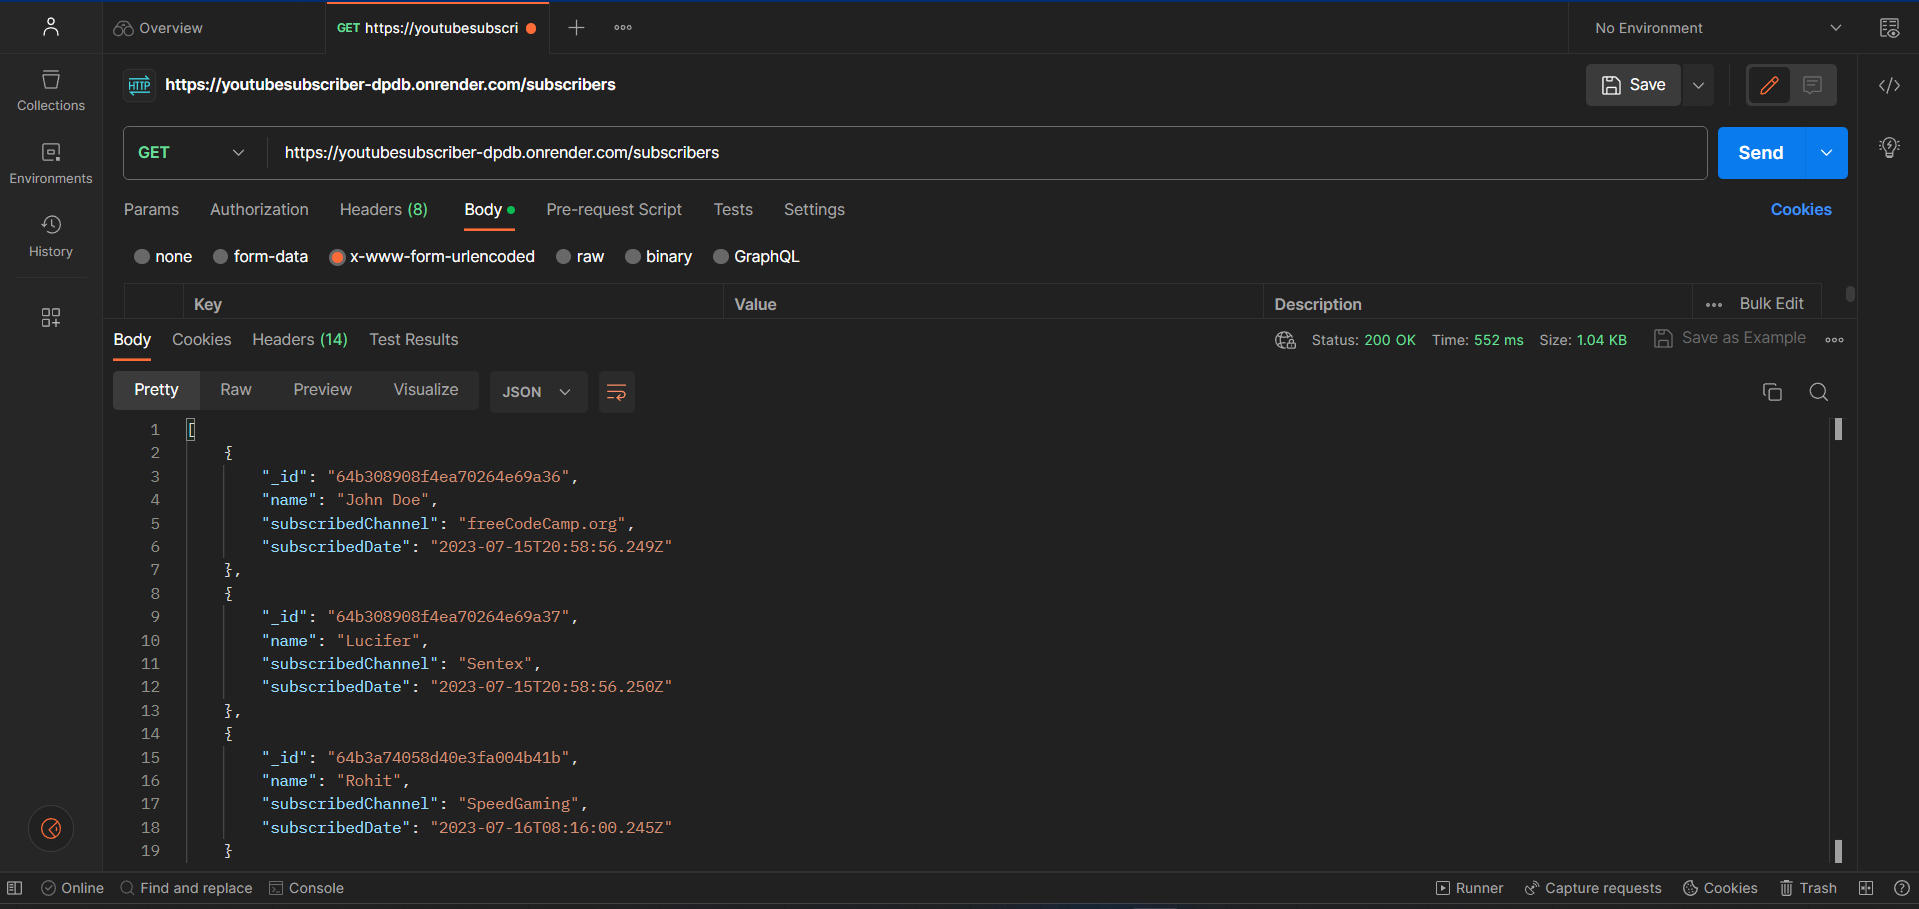 Overview
GET https://youtubesubscri
No Environment
HTTP https://youtubesubscriber-dpdb.onrender.com/subscribers
Save
Collections
Environments
History
GET https://youtubesubscriber-dpdb.onrender.com/subscribers
Send
Params Authorization Headers (8) Body Pre-request Script Tests Settings Cookies
none form-data x-www-form-urlencoded raw binary GraphQL
Key Value Description Bulk Edit
Body Cookies Headers (14) Test Results Status: 200 OK Time: 552 ms Size: 1.04 KB Save as Example
Pretty Raw Preview Visualize JSON
1 [
2 {
3 "_id": "64b308908f4ea70264e69a36",
4 "name": "John Doe",
5 "subscribedChannel": "freeCodeCamp.org",
6 "subscribedDate": "2023-07-15T20:58:56.249Z"
7 },
8 {
9 "_id": "64b308908f4ea70264e69a37",
10 "name": "Lucifer",
11 "subscribedChannel": "Sentex",
12 "subscribedDate": "2023-07-15T20:58:56.250Z"
13 },
14 {
15 "_id": "64b3a74058d40e3fa004b41b",
16 "name": "Rohit",
17 "subscribedChannel": "SpeedGaming",
18 "subscribedDate": "2023-07-16T08:16:00.245Z"
19 }
Online Find and replace Console Runner Capture requests Cookies Trash